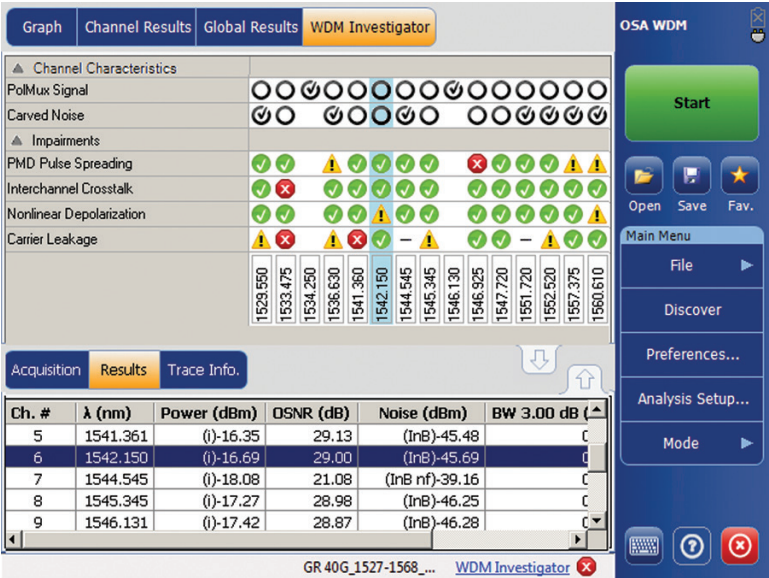 Graph Channel Results Global Results WDM Investigator OSA WDM
Channel Characteristics
PolMux Signal
Carved Noise
Impairments
PMD Pulse Spreading
Interchannel Crosstalk
Nonlinear Depolarization
Carrier Leakage
1529.550 1533.475 1534.250 1536.630 1541.360 1542.150 1544.545 1545.345 1546.130 1546.925 1547.720 1551.720 1552.520 1557.375 1560.610
Acquisition Results Trace Info.
Ch. # λ (nm) Power (dBm) OSNR (dB) Noise (dBm) BW 3.00 dB (
5 1541.361 (i)-16.35 29.13 (InB)-45.48
6 1542.150 (i)-16.69 29.00 (InB)-45.69
7 1544.545 (i)-18.08 21.08 (InB nf)-39.16
8 1545.345 (i)-17.27 28.98 (InB)-46.25
9 1546.131 (i)-17.42 28.87 (InB)-46.28
GR 40G_1527-1568_... WDM Investigator
Start
Open Save Fav.
Main Menu
File
Discover
Preferences...
Analysis Setup...
Mode